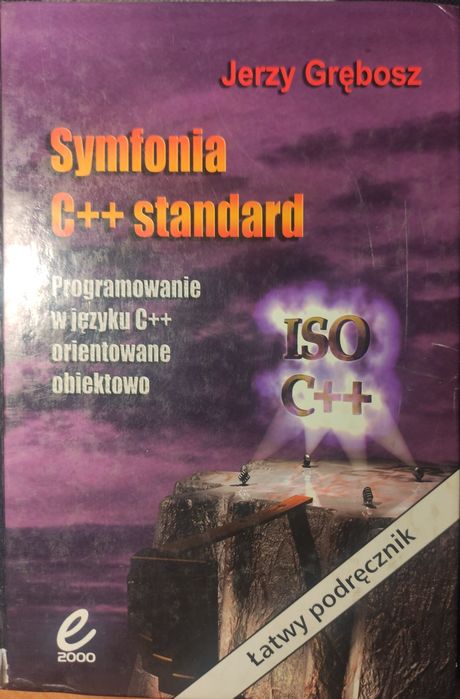 Jerzy Grębosz
Symfonia
C++ standard
Programowanie
w języku C++
orientowane
obiektowo
ISO
C++
Łatwy podręcznik
e
2000